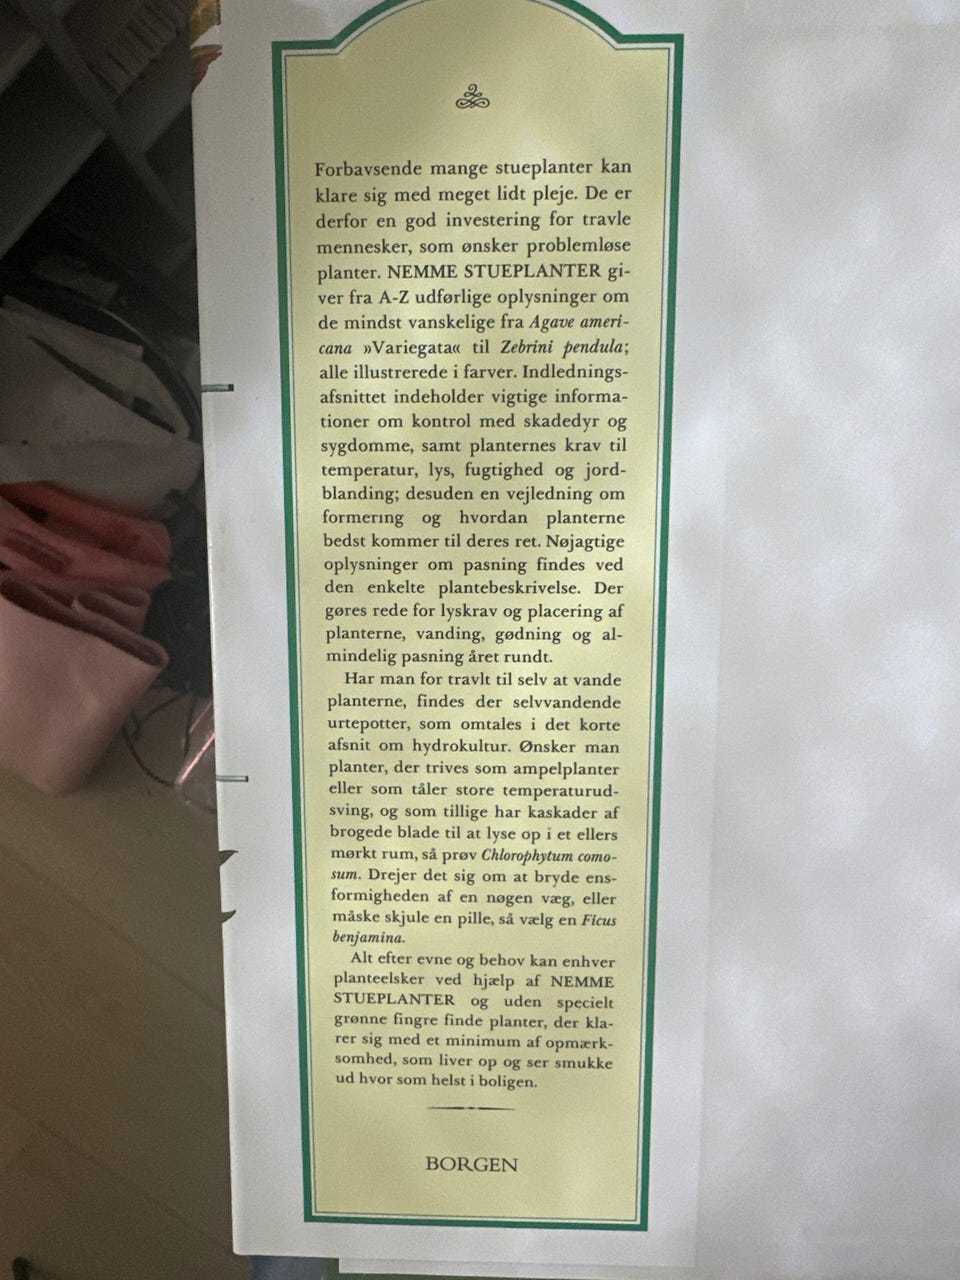 Forbavsende mange stueplanter kan
klare sig med meget lidt pleje. De er
derfor en god investering for travle
mennesker, som ønsker problemløse
planter. NEMME STUEPLANTER gi-
ver fra A-Z udførlige oplysninger om
de mindst vanskelige fra Agave ameri-
cana »Variegata« til Zebrini pendula;
alle illustrerede i farver. Indlednings-
afsnittet indeholder vigtige informa-
tioner om kontrol med skadedyr og
sygdomme, samt planternes krav til
temperatur, lys, fugtighed og jord-
blanding; desuden en vejledning om
formering og hvordan planterne
bedst kommer til deres ret. Nøjagtige
oplysninger om pasning findes ved
den enkelte plantebeskrivelse. Der
gøres rede for lyskrav og placering af
planterne, vanding, gødning og al-
mindelig pasning året rundt.
Har man for travlt til selv at vande
planterne, findes der selvvandende
urtepotter, som omtales i det korte
afsnit om hydrokultur. Ønsker man
planter, der trives som ampelplanter
eller som tåler store temperaturud-
sving, og som tillige har kaskader af
brogede blade til at lyse op i et ellers
mørkt rum, så prøv Chlorophytum como-
sum. Drejer det sig om at bryde ens-
formigheden af en nøgen væg, eller
måske skjule en pille, så vælg en Ficus
benjamina.
Alt efter evne og behov kan enhver
planteelsker ved hjælp af NEMME
STUEPLANTER og uden specielt
grønne fingre finde planter, der kla-
rer sig med et minimum af opmærk-
somhed, som liver op og ser smukke
ud hvor som helst i boligen.
BORGEN